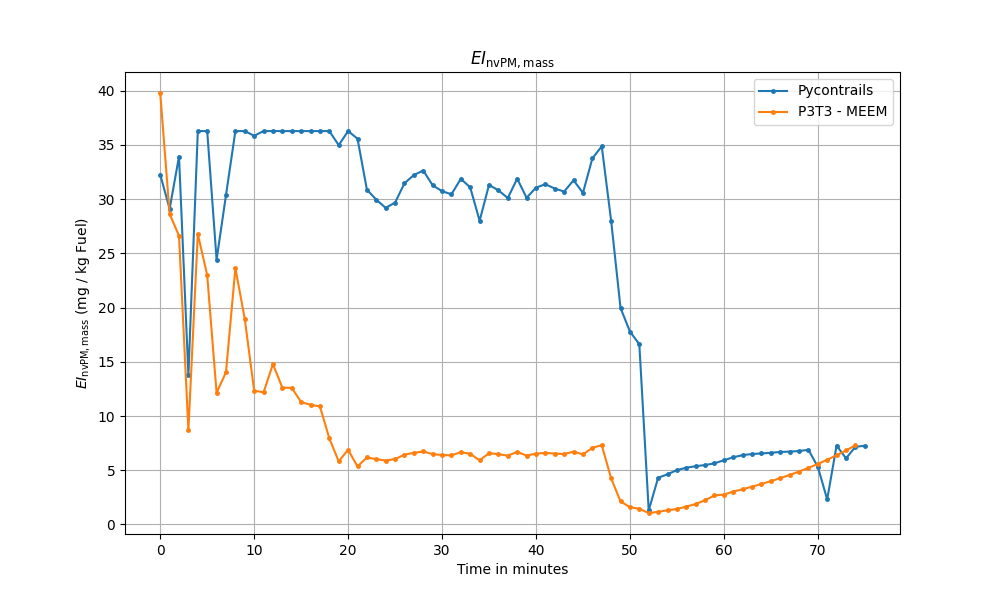 EI_nvPM, mass
Pycontrails
P3T3 - MEEM
EI_nvPM, mass (mg / kg Fuel)
40
35
30
25
20
15
10
5
0
0 10 20 30 40 50 60 70
Time in minutes